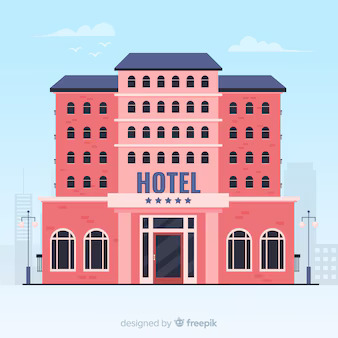 HOTEL
★★★★★
designed by freepik